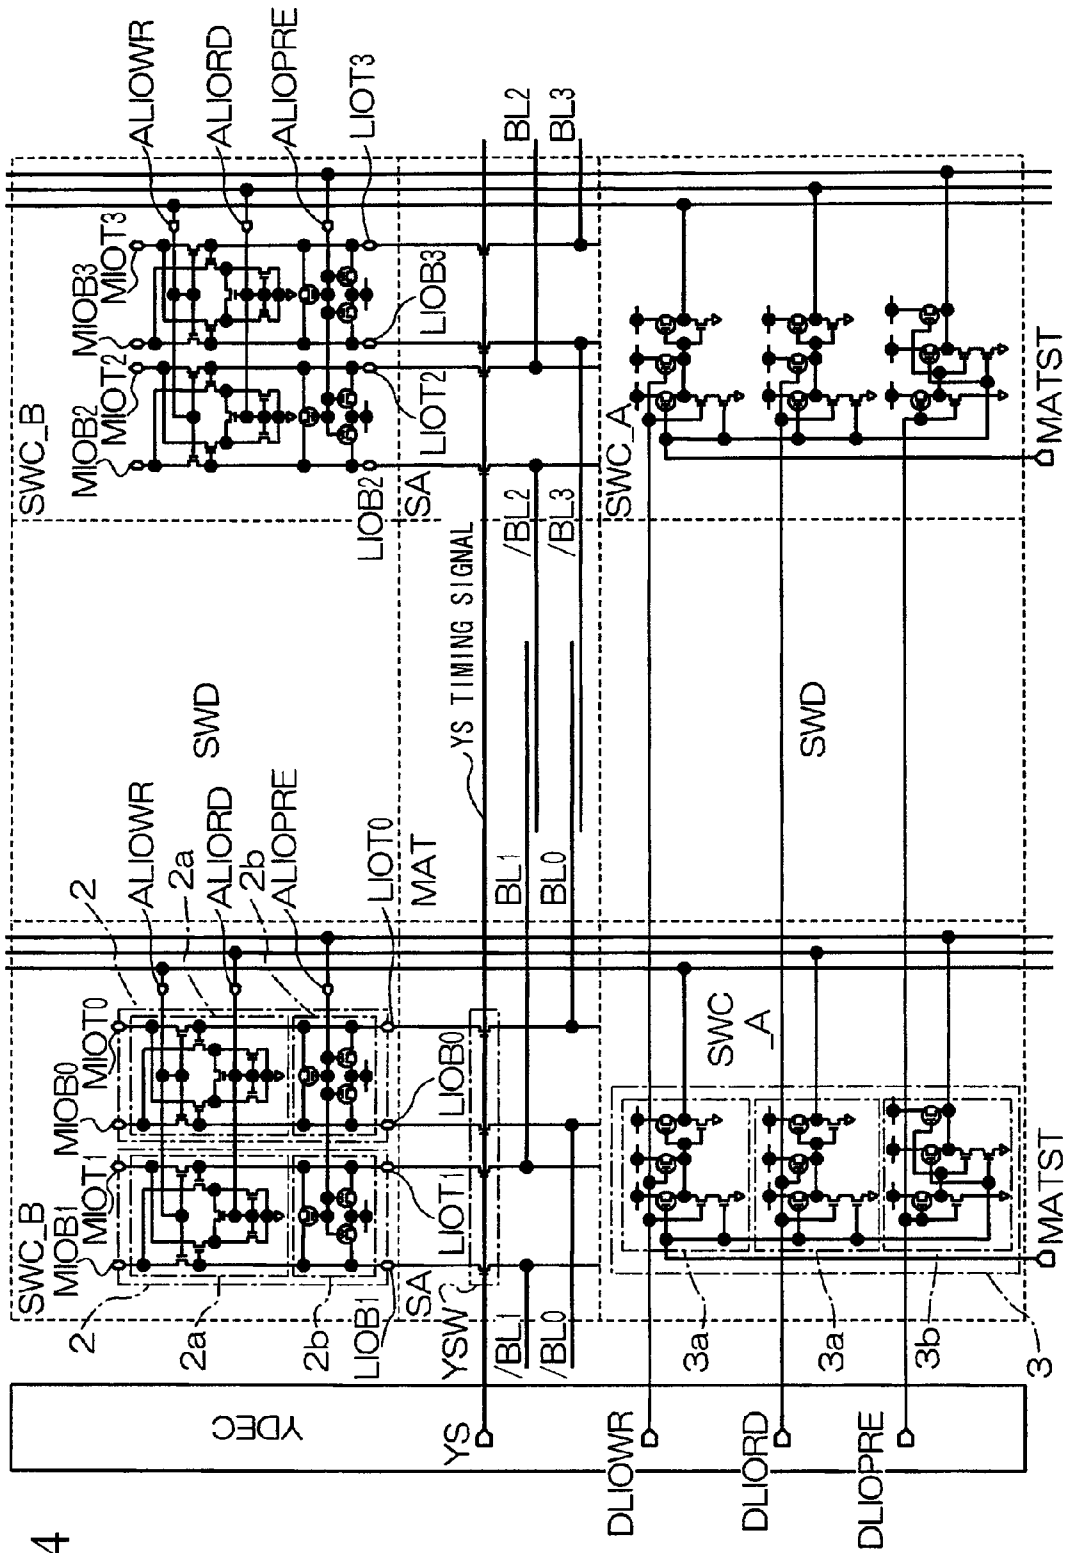 SWC_B
MIOB2
MIOT2
MIOB3
MIOT3
ALIOWR
ALIORD
ALIOPRE
LIOT3
LIOB3
LIOT2
LIOB2
SA
BL2
BL3
/BL2
/BL3
SWC_A
MATST
SWD
YS TIMING SIGNAL
MAT
SWD
SWC_B
MIOB1
MIOT1
MIOB0
MIOT0
2
ALIOWR
2a
ALIORD
2b
ALIOPRE
LIOT0
LIOB0
LIOT1
LIOB1
2
2a
2b
SA
YSW
BL1
BL0
/BL1
/BL0
SWC
_A
MATST
3a
3a
3b
3
YDEC
YS
DLIOWR
DLIORD
DLIOPRE
4